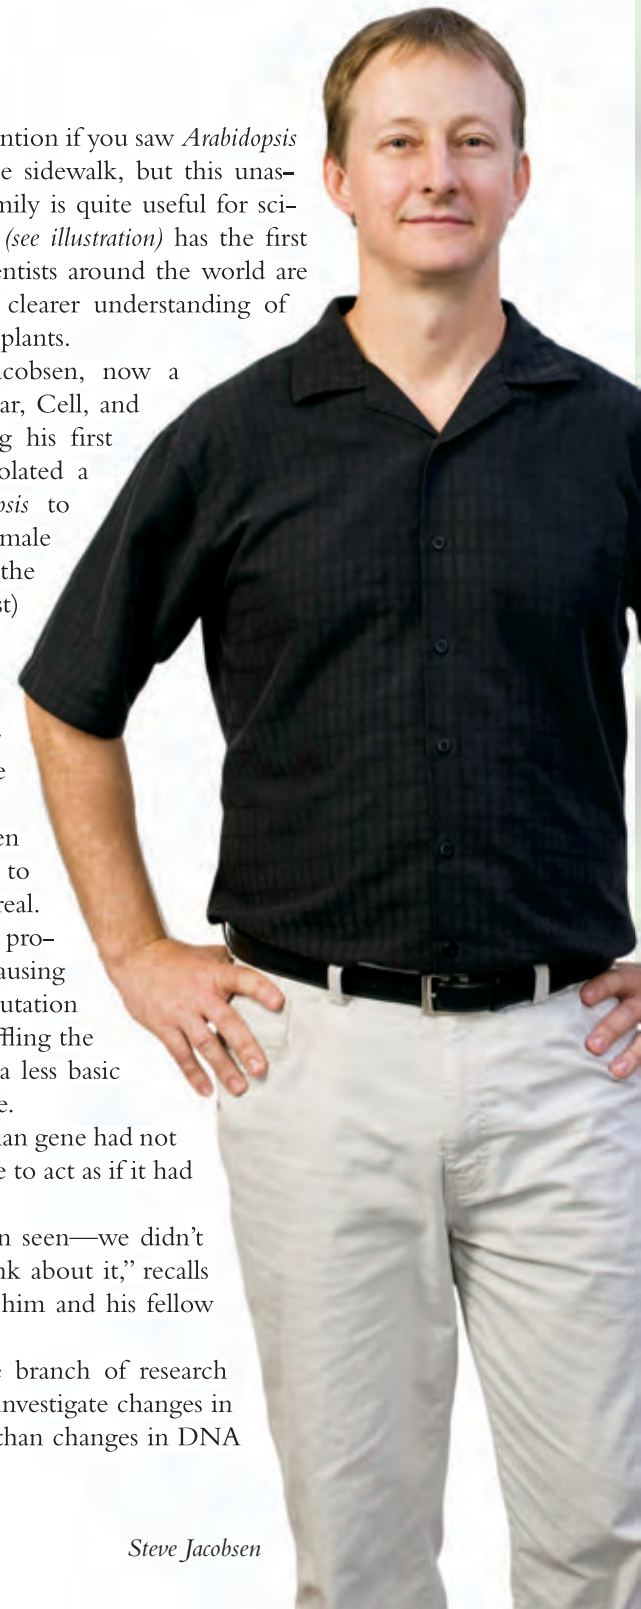 ntion if you saw Arabidopsis
e sidewalk, but this unas-
mily is quite useful for sci-
(see illustration) has the first
entists around the world are
clearer understanding of
plants.
acobsen, now a
ar, Cell, and
g his first
olated a
psis to
male
the
st)
e
en
to
real.
pro-
ausing
utation
ffling the
a less basic
e.
an gene had not
e to act as if it had
n seen—we didn't
nk about it," recalls
him and his fellow
e branch of research
investigate changes in
than changes in DNA
Steve Jacobsen